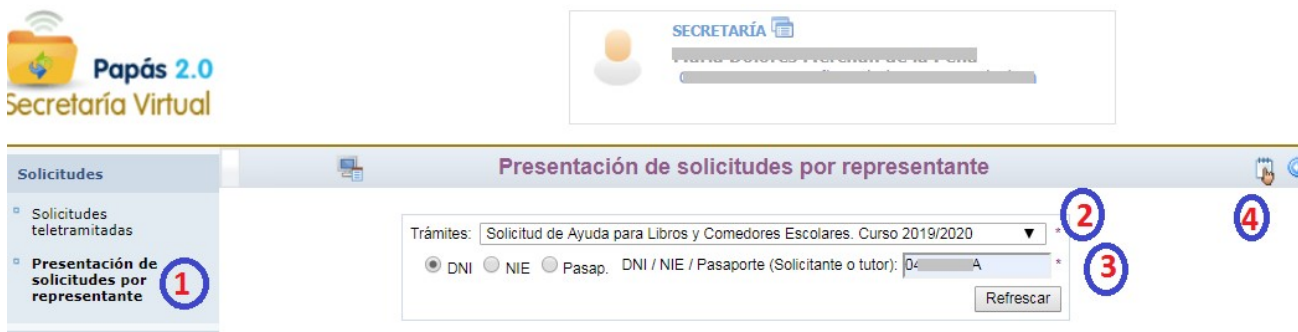 SECRETARÍA
Papás 2.0
Secretaría Virtual
Solicitudes
Presentación de solicitudes por representante
Solicitudes
teletramitadas
Presentación de
solicitudes por
representante
1
Trámites: Solicitud de Ayuda para Libros y Comedores Escolares. Curso 2019/2020 ▼ *
DNI NIE Pasap. DNI / NIE / Pasaporte (Solicitante o tutor): 04 A *
Refrescar
2
3
4